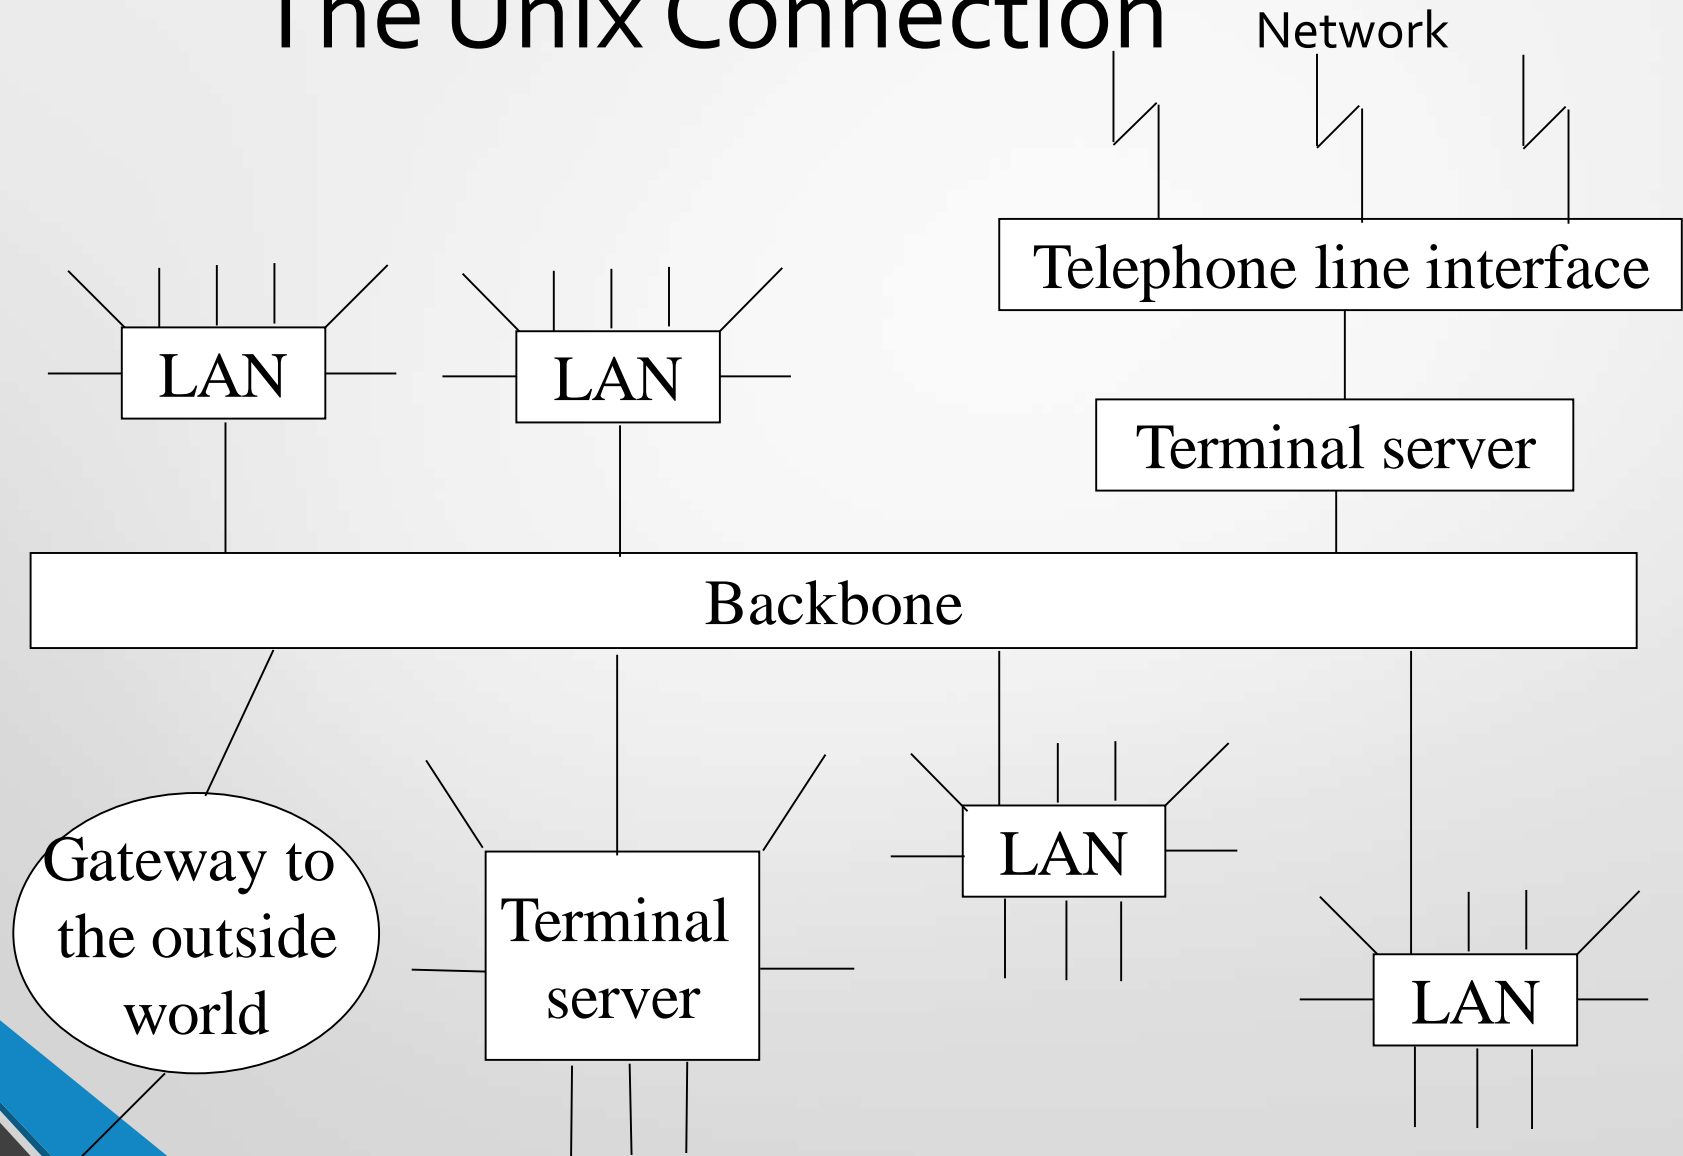 The Unix Connection
Network
Telephone line interface
LAN
LAN
Terminal server
Backbone
Gateway to
the outside
world
Terminal
server
LAN
LAN